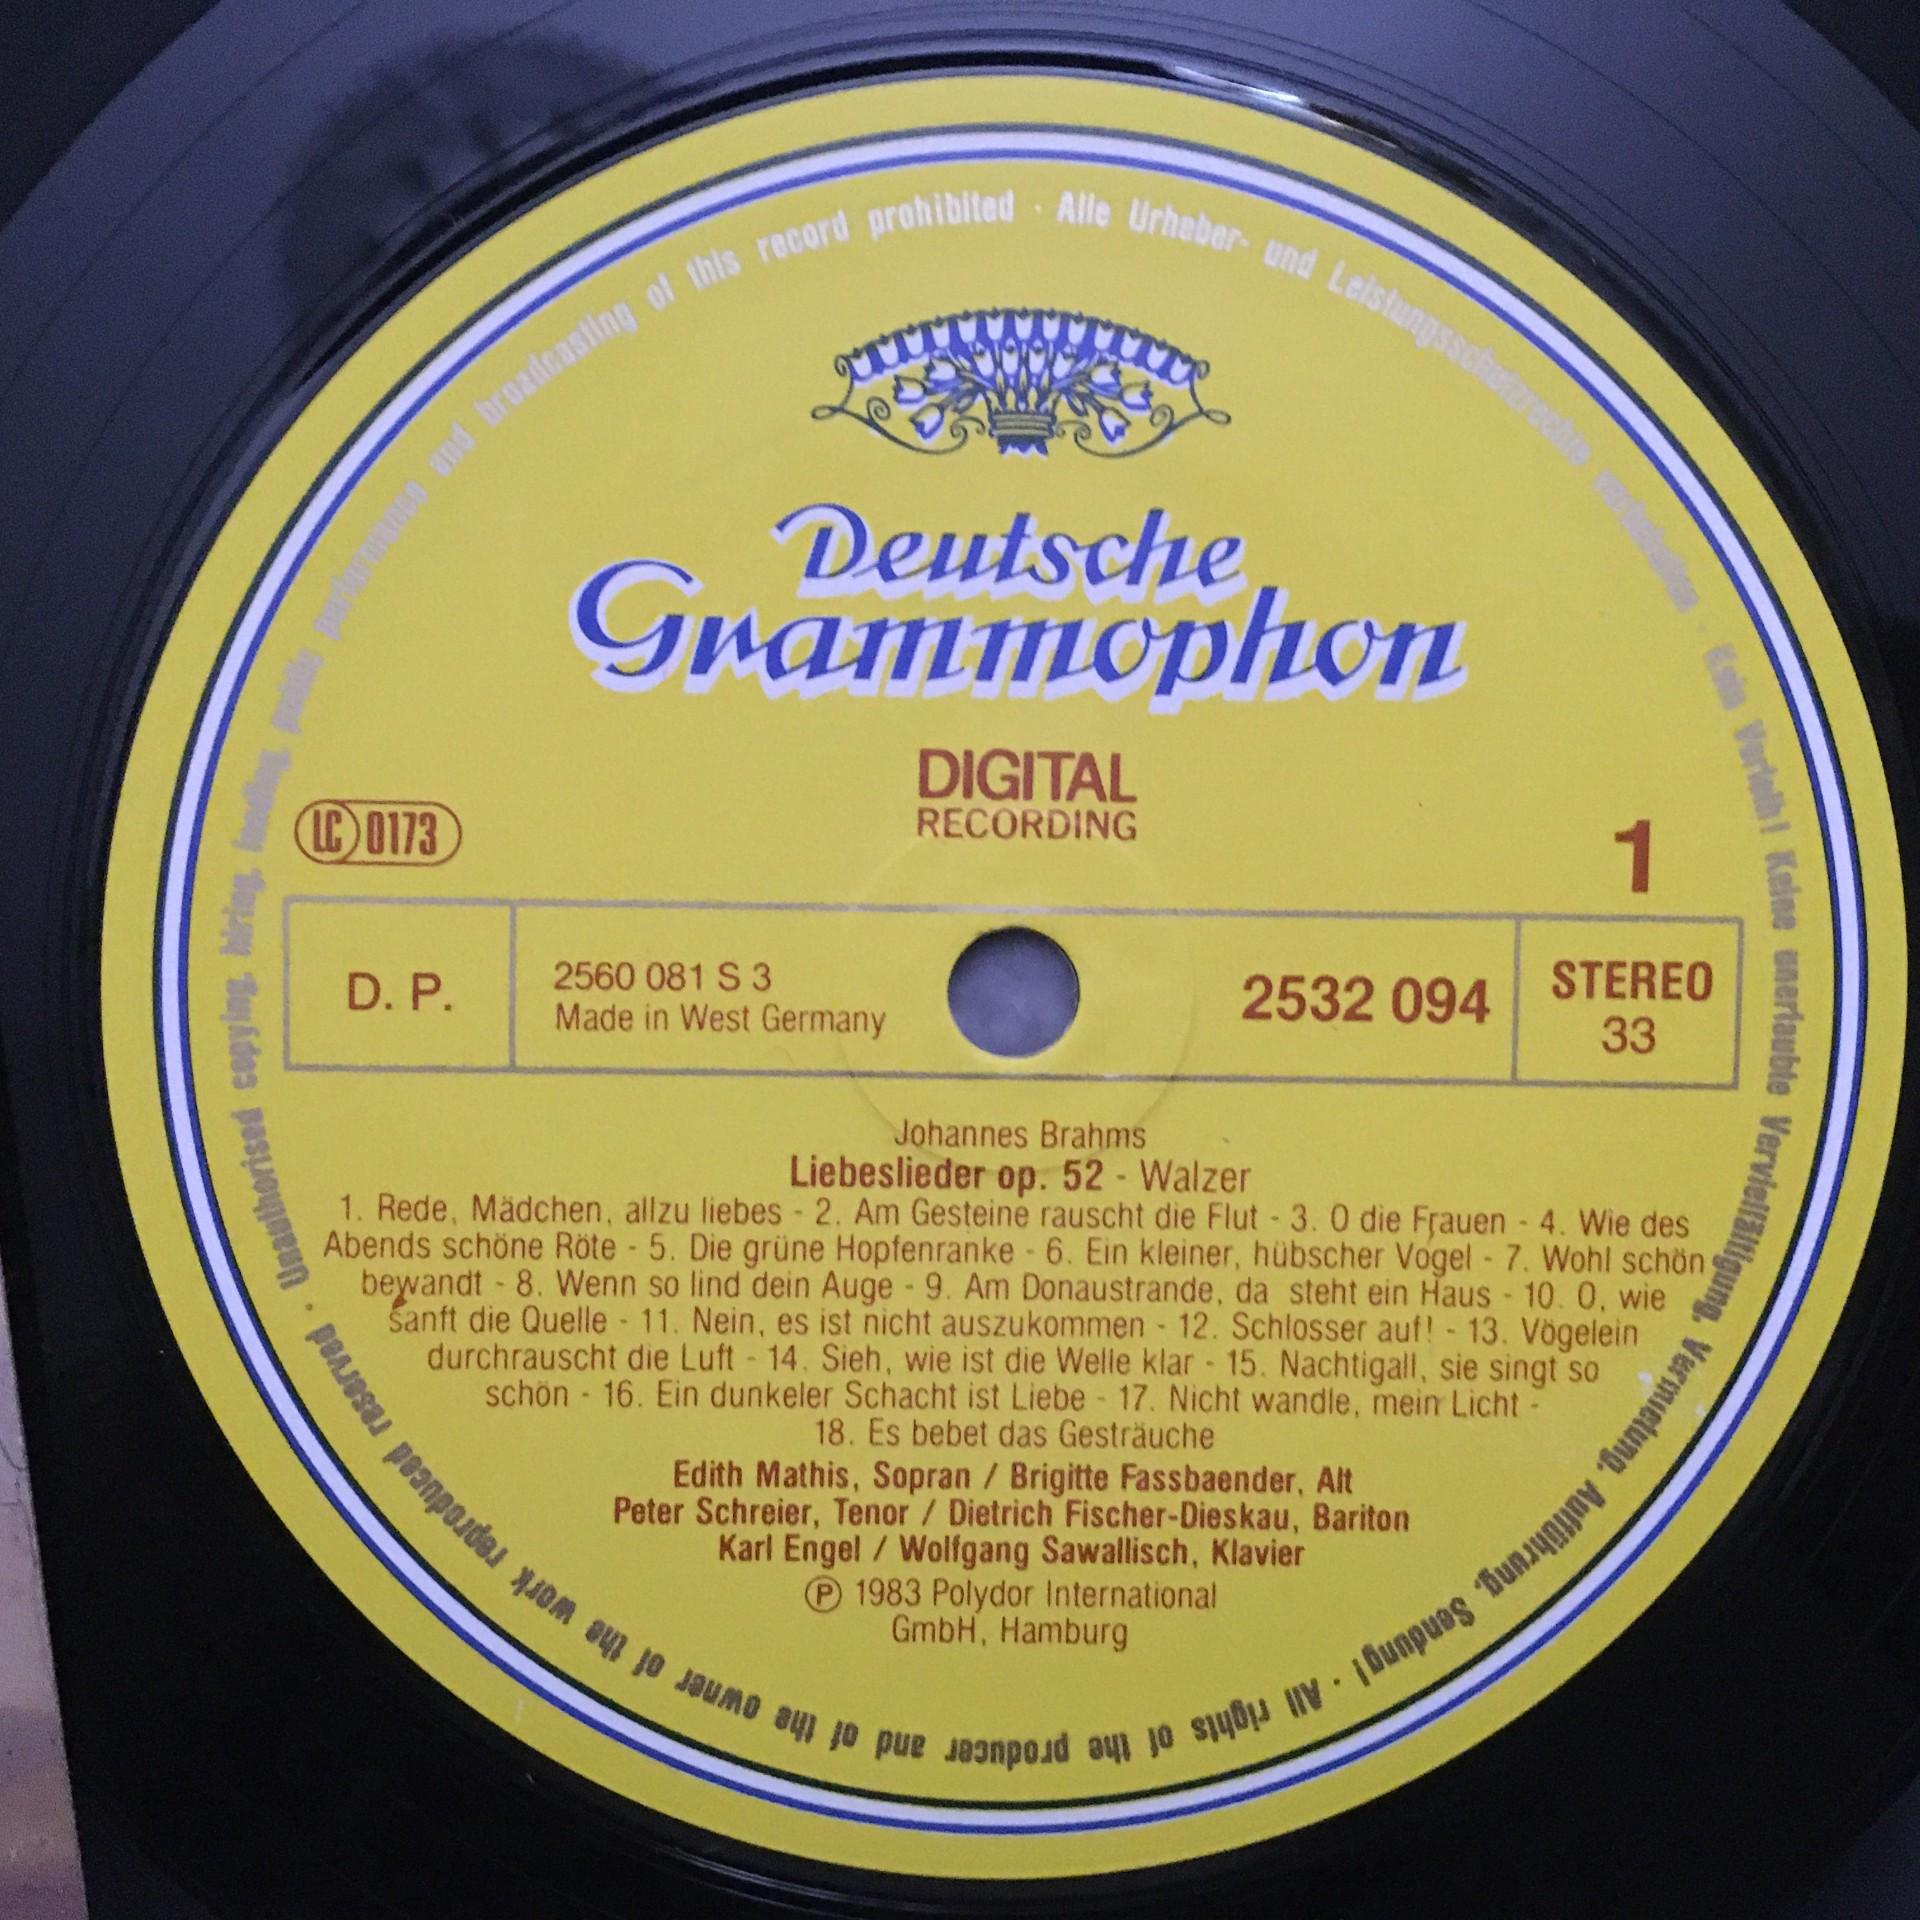 Unauthorised copying, hiring, lending, public performance and broadcasting of this record prohibited · Alle Urheber- und Leistungsschutzrechte vorbehalten · Kein Verleih! Keine unerlaubte Vervielfältigung, Vermietung, Aufführung, Sendung! · All rights of the producer and of the owner of the work reproduced reserved ·
Deutsche
Grammophon
DIGITAL
RECORDING
LC 0173
1
D. P.
2560 081 S 3
Made in West Germany
2532 094
STEREO
33
Johannes Brahms
Liebeslieder op. 52 - Walzer
1. Rede, Mädchen, allzu liebes - 2. Am Gesteine rauscht die Flut - 3. O die Frauen - 4. Wie des
Abends schöne Röte - 5. Die grüne Hopfenranke - 6. Ein kleiner, hübscher Vogel - 7. Wohl schön
bewandt - 8. Wenn so lind dein Auge - 9. Am Donaustrande, da steht ein Haus - 10. O, wie
sanft die Quelle - 11. Nein, es ist nicht auszukommen - 12. Schlosser auf! - 13. Vögelein
durchrauscht die Luft - 14. Sieh, wie ist die Welle klar - 15. Nachtigall, sie singt so
schön - 16. Ein dunkeler Schacht ist Liebe - 17. Nicht wandle, mein Licht -
18. Es bebet das Gesträuche
Edith Mathis, Sopran / Brigitte Fassbaender, Alt
Peter Schreier, Tenor / Dietrich Fischer-Dieskau, Bariton
Karl Engel / Wolfgang Sawallisch, Klavier
℗ 1983 Polydor International
GmbH, Hamburg